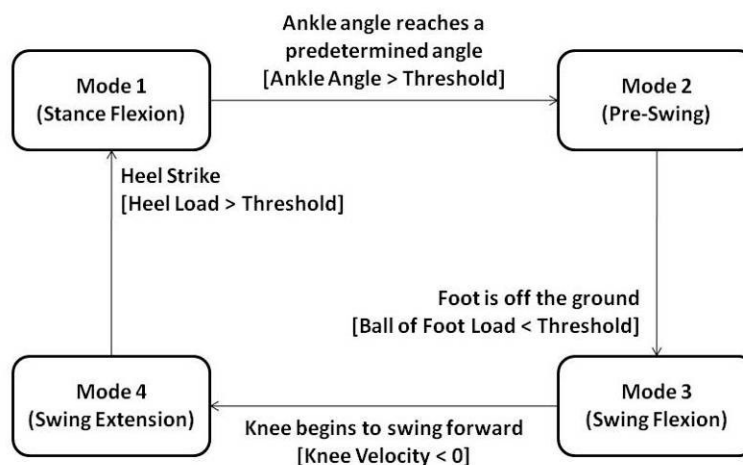 Ankle angle reaches a
predetermined angle
[Ankle Angle > Threshold]
Mode 1
(Stance Flexion)
Mode 2
(Pre-Swing)
Heel Strike
[Heel Load > Threshold]
Foot is off the ground
[Ball of Foot Load < Threshold]
Mode 4
(Swing Extension)
Mode 3
(Swing Flexion)
Knee begins to swing forward
[Knee Velocity < 0]